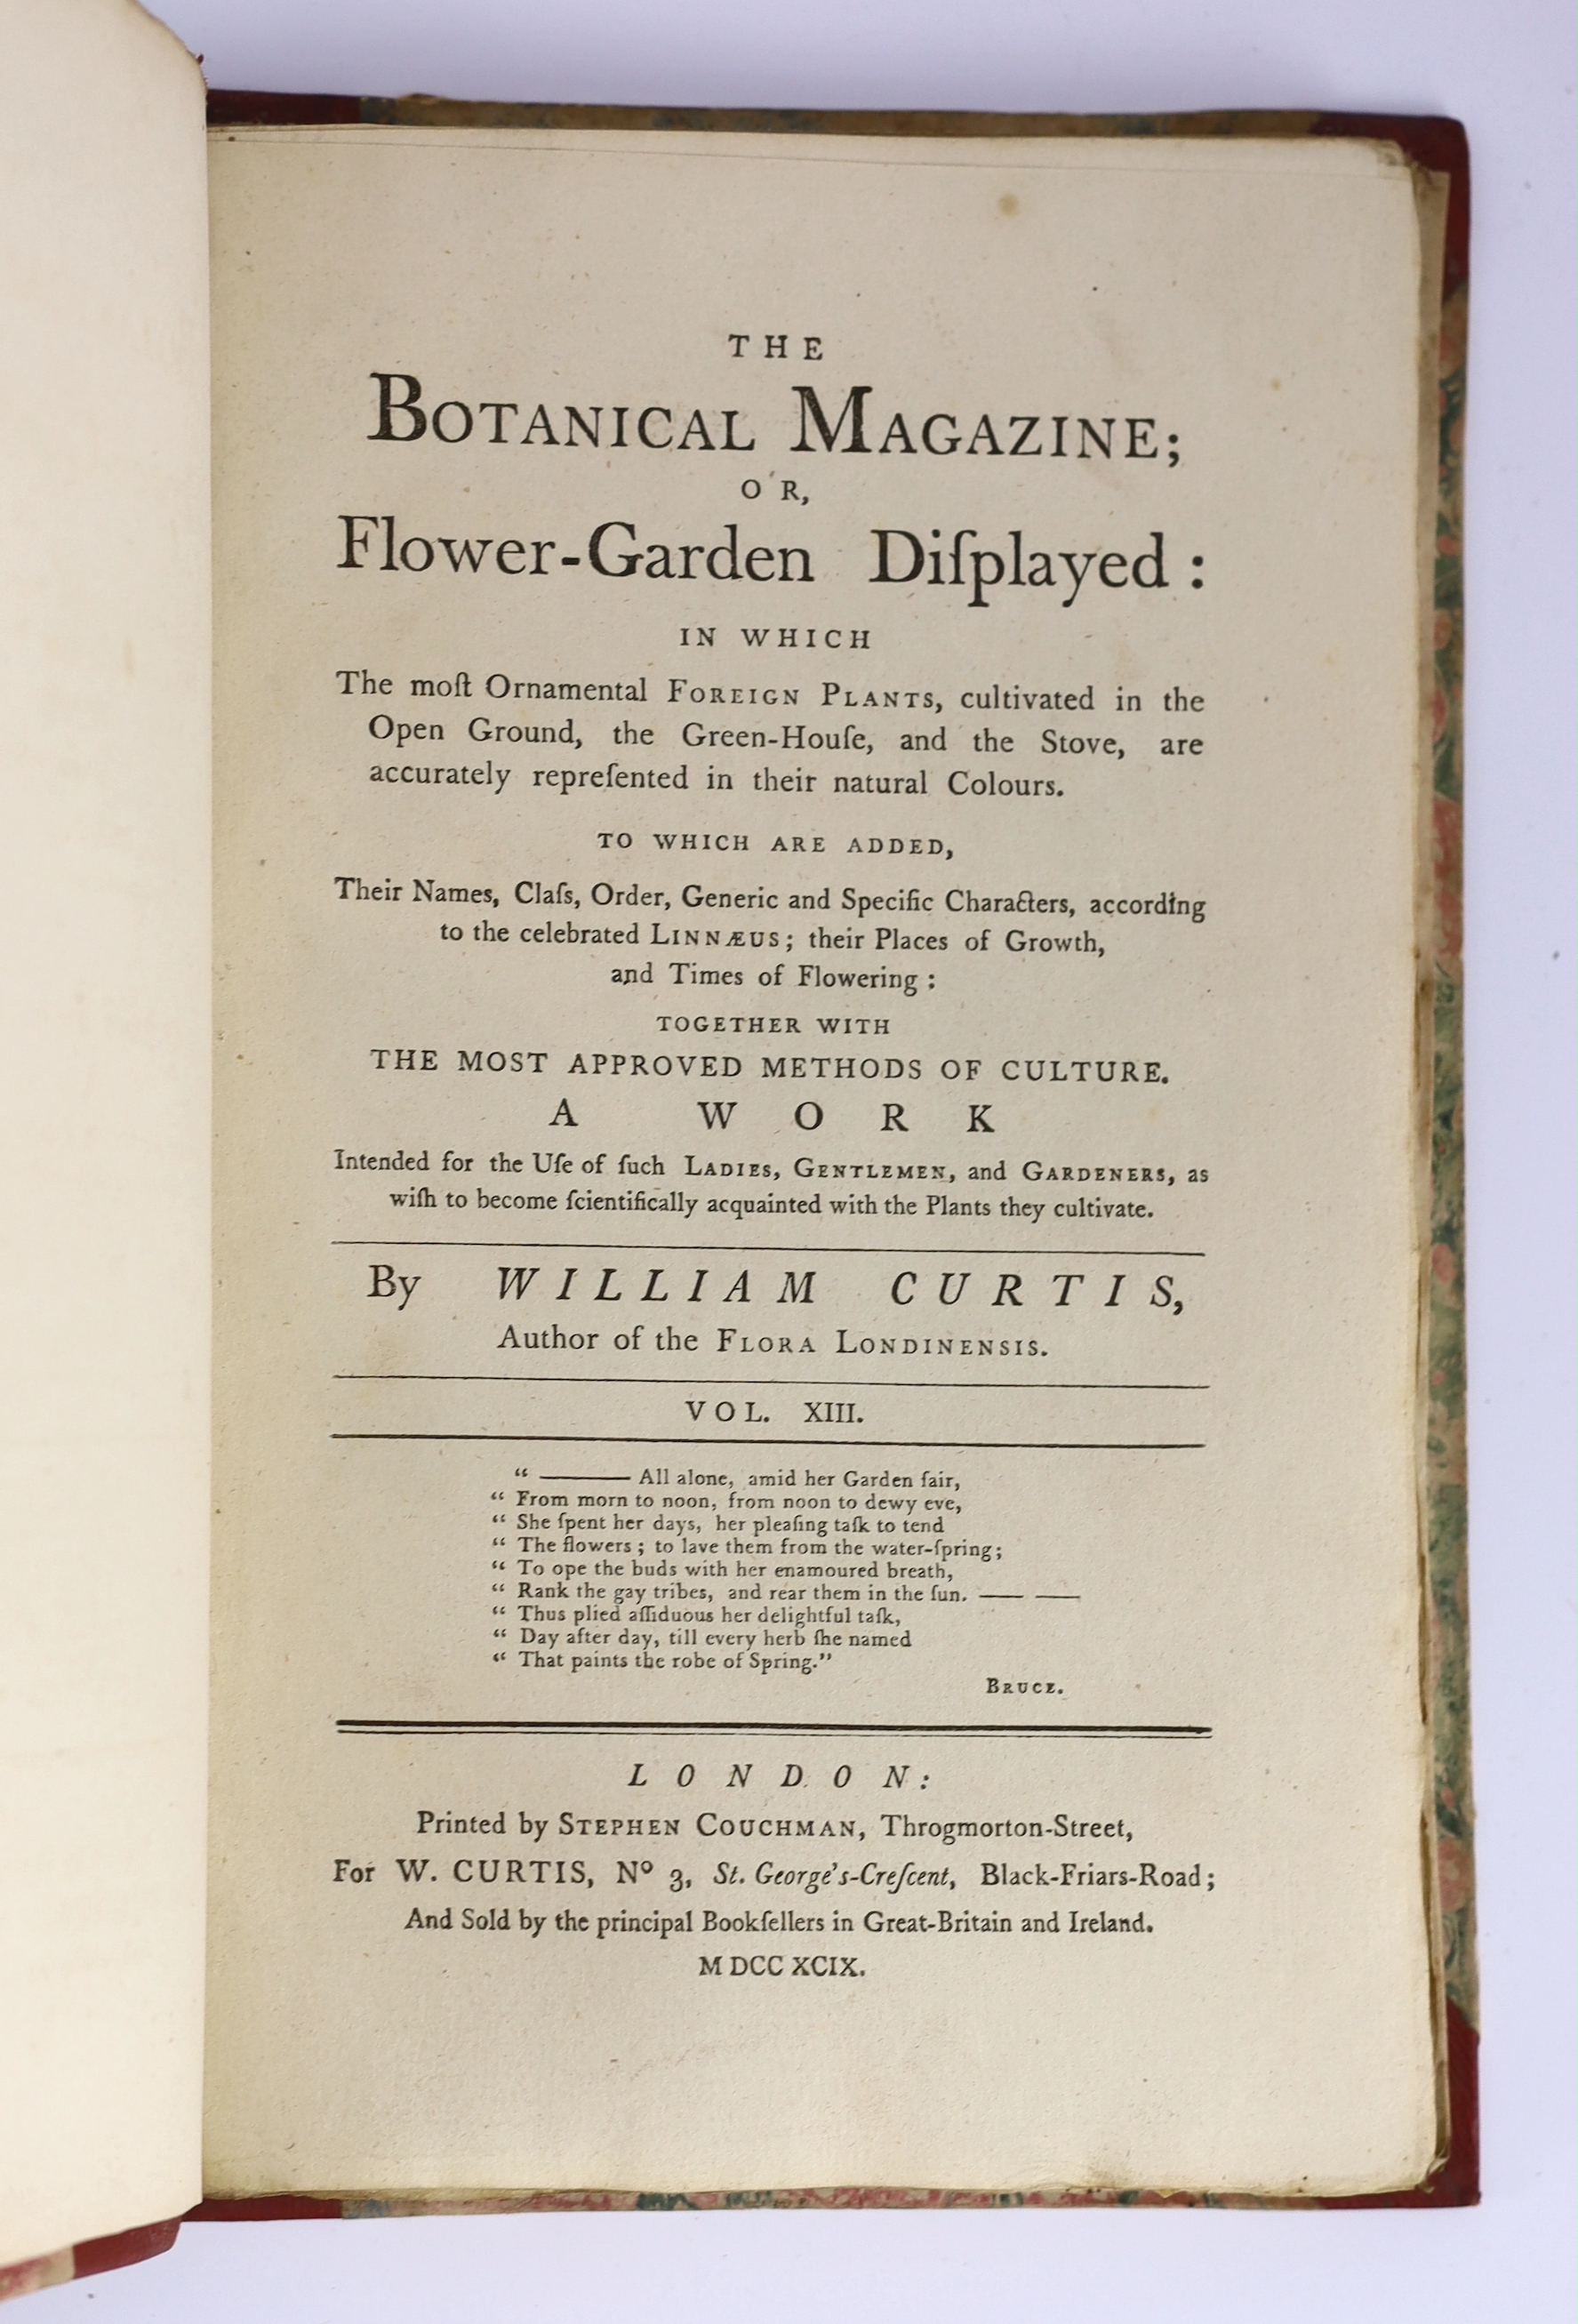 THE
BOTANICAL MAGAZINE;
OR,
Flower-Garden Diſplayed:
IN WHICH
The moſt Ornamental FOREIGN PLANTS, cultivated in the
Open Ground, the Green-Houſe, and the Stove, are
accurately repreſented in their natural Colours.
TO WHICH ARE ADDED,
Their Names, Claſs, Order, Generic and Specific Characters, according
to the celebrated LINNÆUS; their Places of Growth,
and Times of Flowering:
TOGETHER WITH
THE MOST APPROVED METHODS OF CULTURE.
A WORK
Intended for the Uſe of ſuch LADIES, GENTLEMEN, and GARDENERS, as
wiſh to become ſcientifically acquainted with the Plants they cultivate.
By WILLIAM CURTIS,
Author of the FLORA LONDINENSIS.
VOL. XIII.
“ ——— All alone, amid her Garden fair,
“ From morn to noon, from noon to dewy eve,
“ She ſpent her days, her pleaſing taſk to tend
“ The flowers; to lave them from the water-ſpring;
“ To ope the buds with her enamoured breath,
“ Rank the gay tribes, and rear them in the ſun. —— ——
“ Thus plied aſſiduous her delightful taſk,
“ Day after day, till every herb ſhe named
“ That paints the robe of Spring.”
BRUCE.
LONDON:
Printed by STEPHEN COUCHMAN, Throgmorton-Street,
For W. CURTIS, Nº 3, St. George's-Creſcent, Black-Friars-Road;
And Sold by the principal Bookſellers in Great-Britain and Ireland.
M DCC XCIX.